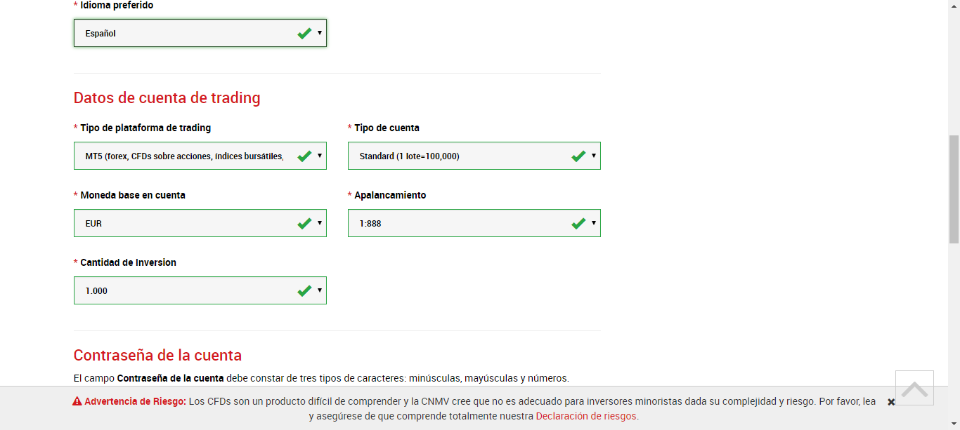 * Idioma preferido
Español
Datos de cuenta de trading
* Tipo de plataforma de trading
* Tipo de cuenta
MT5 (forex, CFDs sobre acciones, índices bursátiles,
Standard (1 lote=100,000)
* Moneda base en cuenta
* Apalancamiento
EUR
1:888
* Cantidad de Inversion
1.000
Contraseña de la cuenta
El campo Contraseña de la cuenta debe constar de tres tipos de caracteres: minúsculas, mayúsculas y números.
Advertencia de Riesgo: Los CFDs son un producto difícil de comprender y la CNMV cree que no es adecuado para inversores minoristas dada su complejidad y riesgo. Por favor, lea
y asegúrese de que comprende totalmente nuestra Declaración de riesgos.